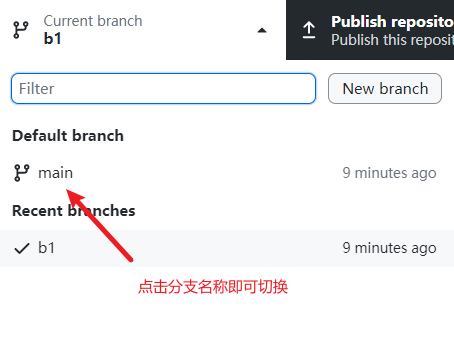 Current branch
b1
Publish reposito
Publish this reposit
Filter
New branch
Default branch
main 9 minutes ago
Recent branches
b1 9 minutes ago
点击分支名称即可切换